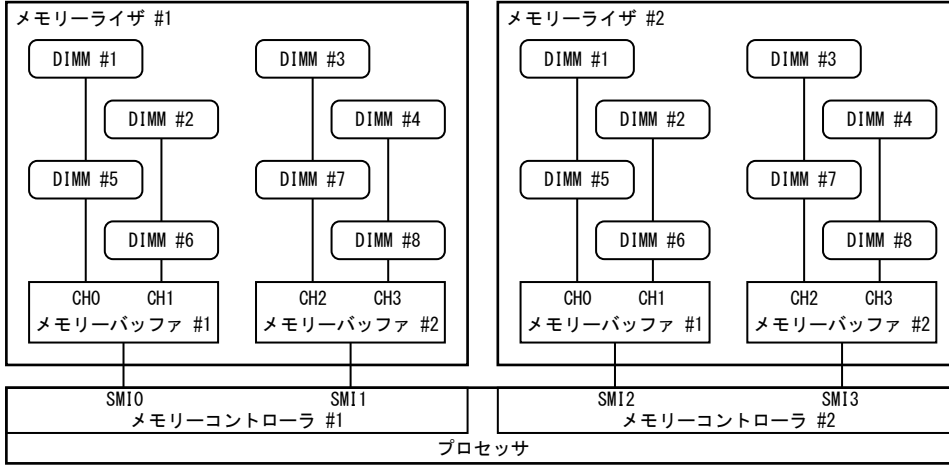 メモリーライザ #1
DIMM #1
DIMM #3
DIMM #2
DIMM #4
DIMM #5
DIMM #7
DIMM #6
DIMM #8
CH0 CH1
メモリーバッファ #1
CH2 CH3
メモリーバッファ #2
メモリーライザ #2
DIMM #1
DIMM #3
DIMM #2
DIMM #4
DIMM #5
DIMM #7
DIMM #6
DIMM #8
CH0 CH1
メモリーバッファ #1
CH2 CH3
メモリーバッファ #2
SMI0 SMI1
メモリーコントローラ #1
SMI2 SMI3
メモリーコントローラ #2
プロセッサ